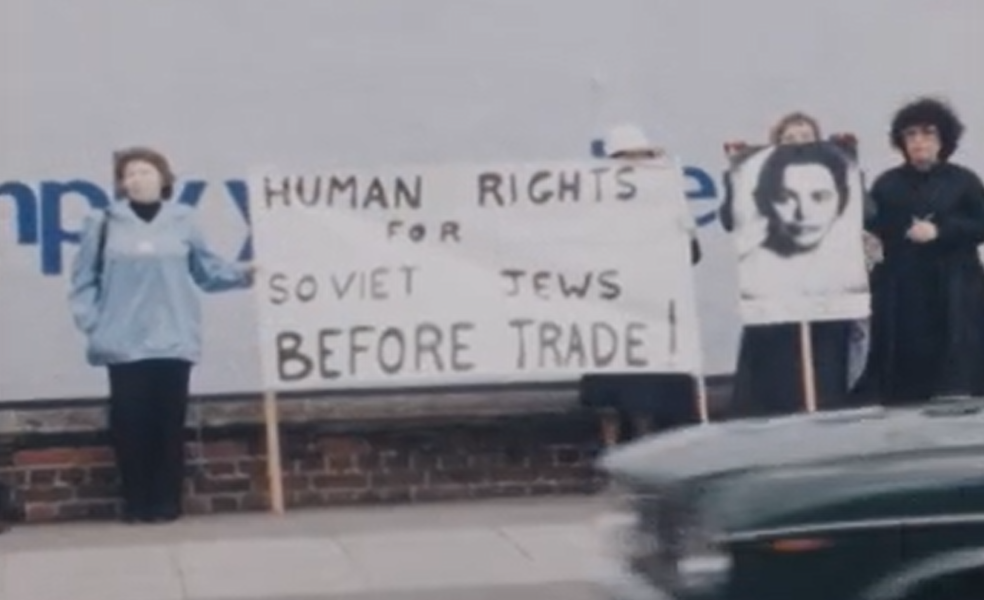 HUMAN RIGHTS
FOR
SOVIET JEWS
BEFORE TRADE!